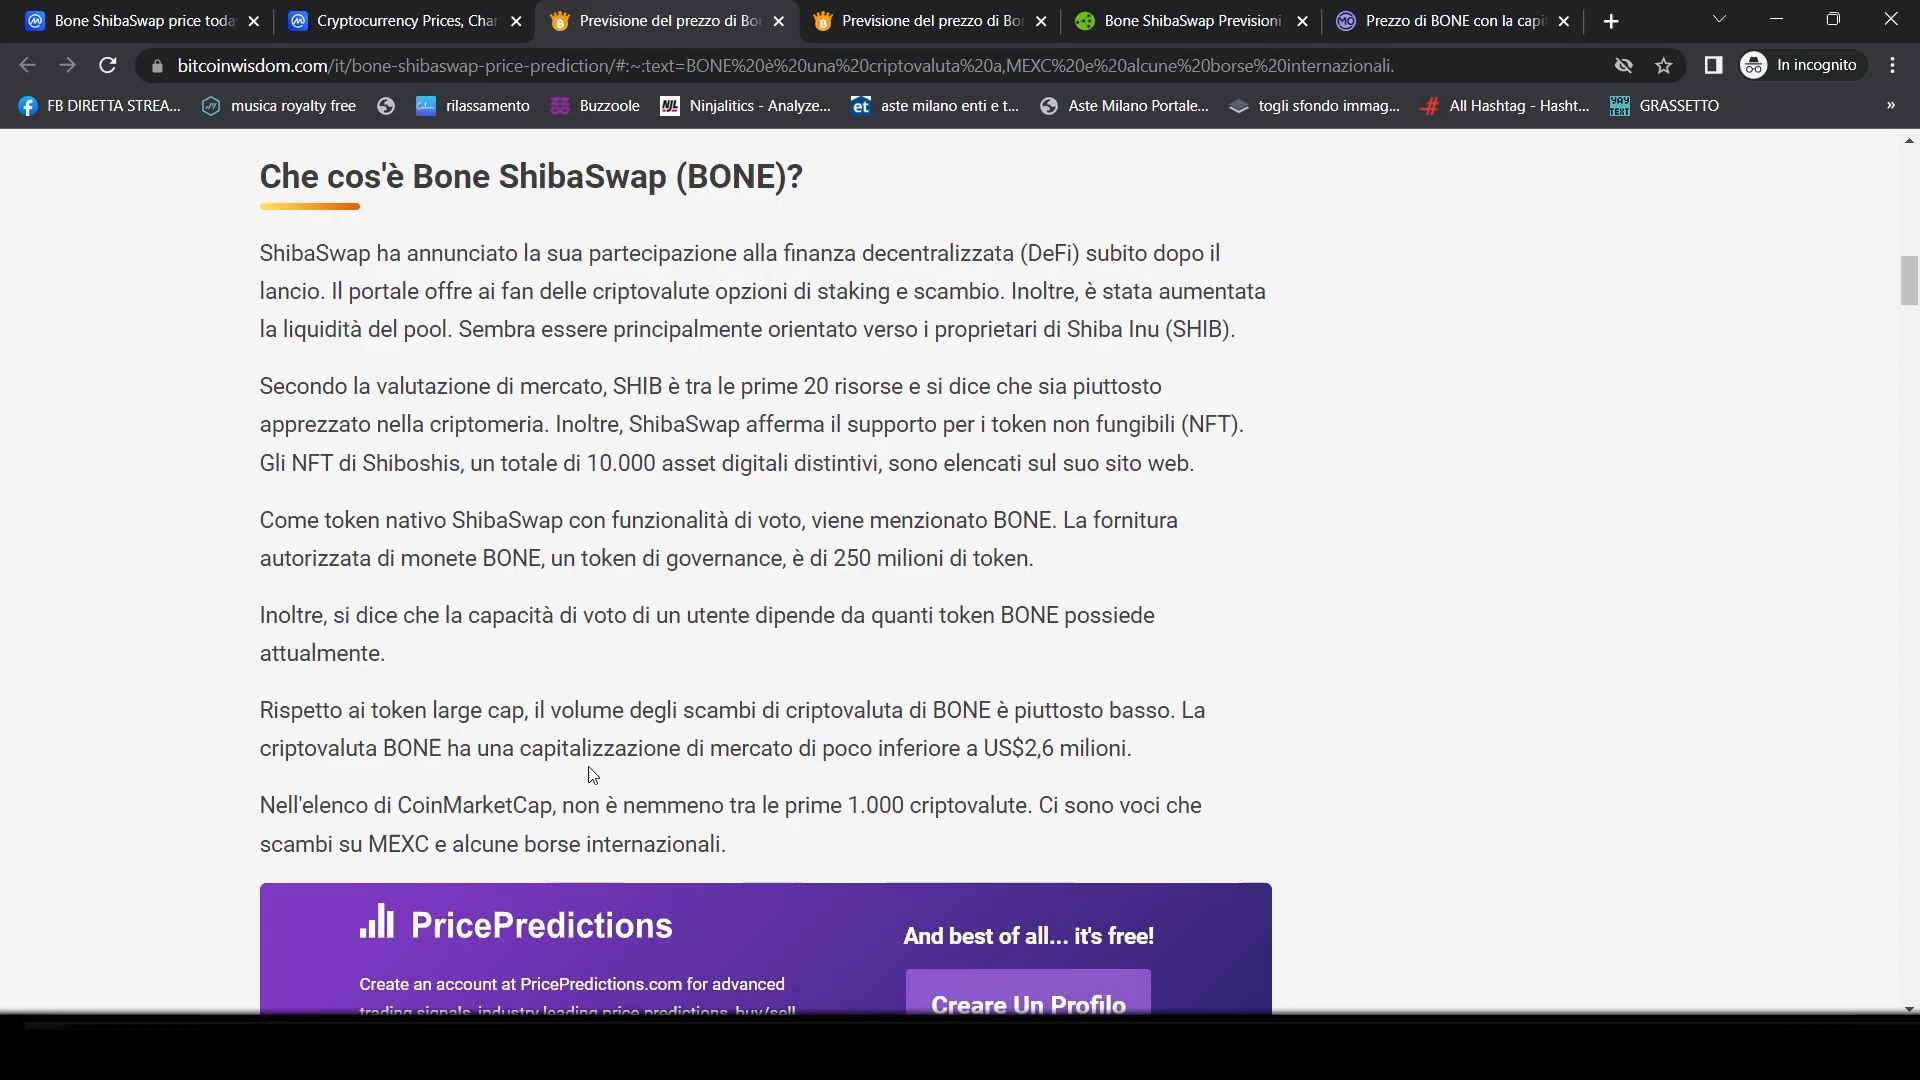 Bone ShibaSwap price toda
Cryptocurrency Prices, Char
Previsione del prezzo di Bo
Previsione del prezzo di Bo
Bone ShibaSwap Previsioni
Prezzo di BONE con la capi
bitcoinwisdom.com/it/bone-shibaswap-price-prediction/#:~:text=BONE%20è%20una%20criptovaluta%20a,MEXC%20e%20alcune%20borse%20internazionali.
In incognito
FB DIRETTA STREA...
musica royalty free
rilassamento
Buzzoole
NJL
Ninjalitics - Analyze...
et
aste milano enti e t...
Aste Milano Portale...
togli sfondo immag...
All Hashtag - Hasht...
YAY
TEXT
GRASSETTO
»
Che cos'è Bone ShibaSwap (BONE)?
ShibaSwap ha annunciato la sua partecipazione alla finanza decentralizzata (DeFi) subito dopo il
lancio. Il portale offre ai fan delle criptovalute opzioni di staking e scambio. Inoltre, è stata aumentata
la liquidità del pool. Sembra essere principalmente orientato verso i proprietari di Shiba Inu (SHIB).
Secondo la valutazione di mercato, SHIB è tra le prime 20 risorse e si dice che sia piuttosto
apprezzato nella criptomeria. Inoltre, ShibaSwap afferma il supporto per i token non fungibili (NFT).
Gli NFT di Shiboshis, un totale di 10.000 asset digitali distintivi, sono elencati sul suo sito web.
Come token nativo ShibaSwap con funzionalità di voto, viene menzionato BONE. La fornitura
autorizzata di monete BONE, un token di governance, è di 250 milioni di token.
Inoltre, si dice che la capacità di voto di un utente dipende da quanti token BONE possiede
attualmente.
Rispetto ai token large cap, il volume degli scambi di criptovaluta di BONE è piuttosto basso. La
criptovaluta BONE ha una capitalizzazione di mercato di poco inferiore a US$2,6 milioni.
Nell'elenco di CoinMarketCap, non è nemmeno tra le prime 1.000 criptovalute. Ci sono voci che
scambi su MEXC e alcune borse internazionali.
PricePredictions
And best of all... it's free!
Create an account at PricePredictions.com for advanced
trading signals, industry leading price predictions, buy/sell
Creare Un Profilo